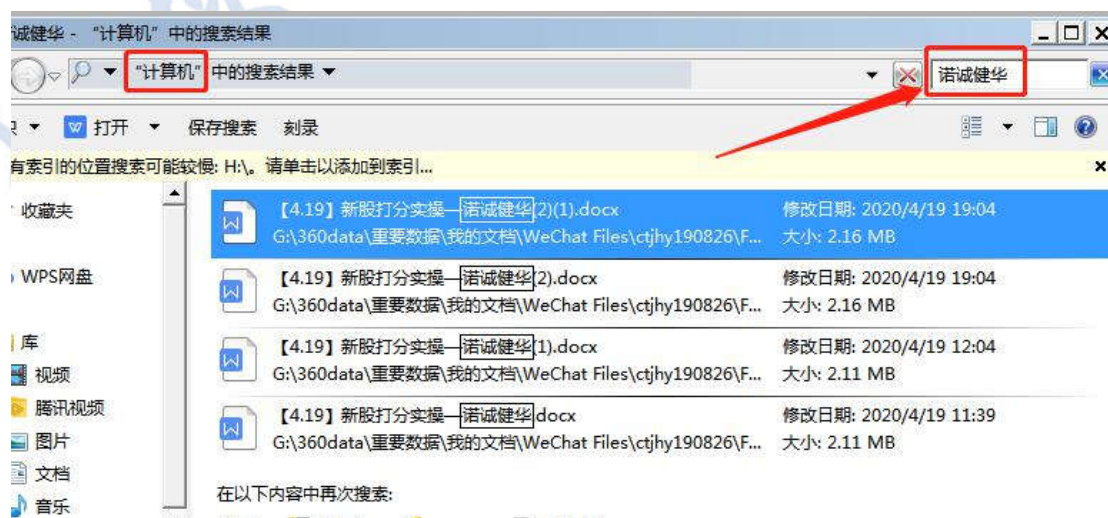 诚健华 - “计算机” 中的搜索结果
“计算机” 中的搜索结果
诺诚健华
打开
保存搜索
刻录
有索引的位置搜索可能较慢: H:\。请单击以添加到索引...
收藏夹
WPS网盘
库
视频
腾讯视频
图片
文档
音乐
【4.19】新股打分实操—诺诚健华(2)(1).docx
修改日期: 2020/4/19 19:04
G:\360data\重要数据\我的文档\WeChat Files\ctjhy190826\F...
大小: 2.16 MB
【4.19】新股打分实操—诺诚健华(2).docx
修改日期: 2020/4/19 19:04
G:\360data\重要数据\我的文档\WeChat Files\ctjhy190826\F...
大小: 2.16 MB
【4.19】新股打分实操—诺诚健华(1).docx
修改日期: 2020/4/19 12:04
G:\360data\重要数据\我的文档\WeChat Files\ctjhy190826\F...
大小: 2.11 MB
【4.19】新股打分实操—诺诚健华.docx
修改日期: 2020/4/19 11:39
G:\360data\重要数据\我的文档\WeChat Files\ctjhy190826\F...
大小: 2.11 MB
在以下内容中再次搜索: